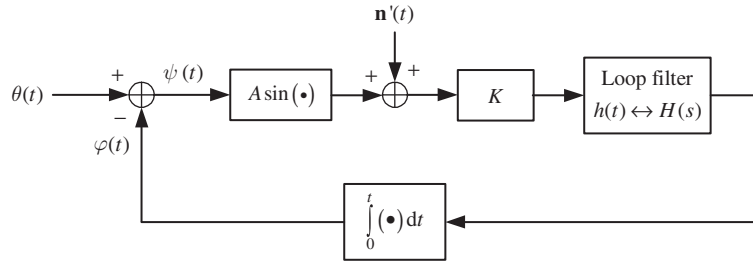 n'(t)
+
ψ(t)
+
+
θ(t)
A sin(•)
K
Loop filter
h(t) ↔ H(s)
−
φ(t)
∫₀ᵗ (•) dt